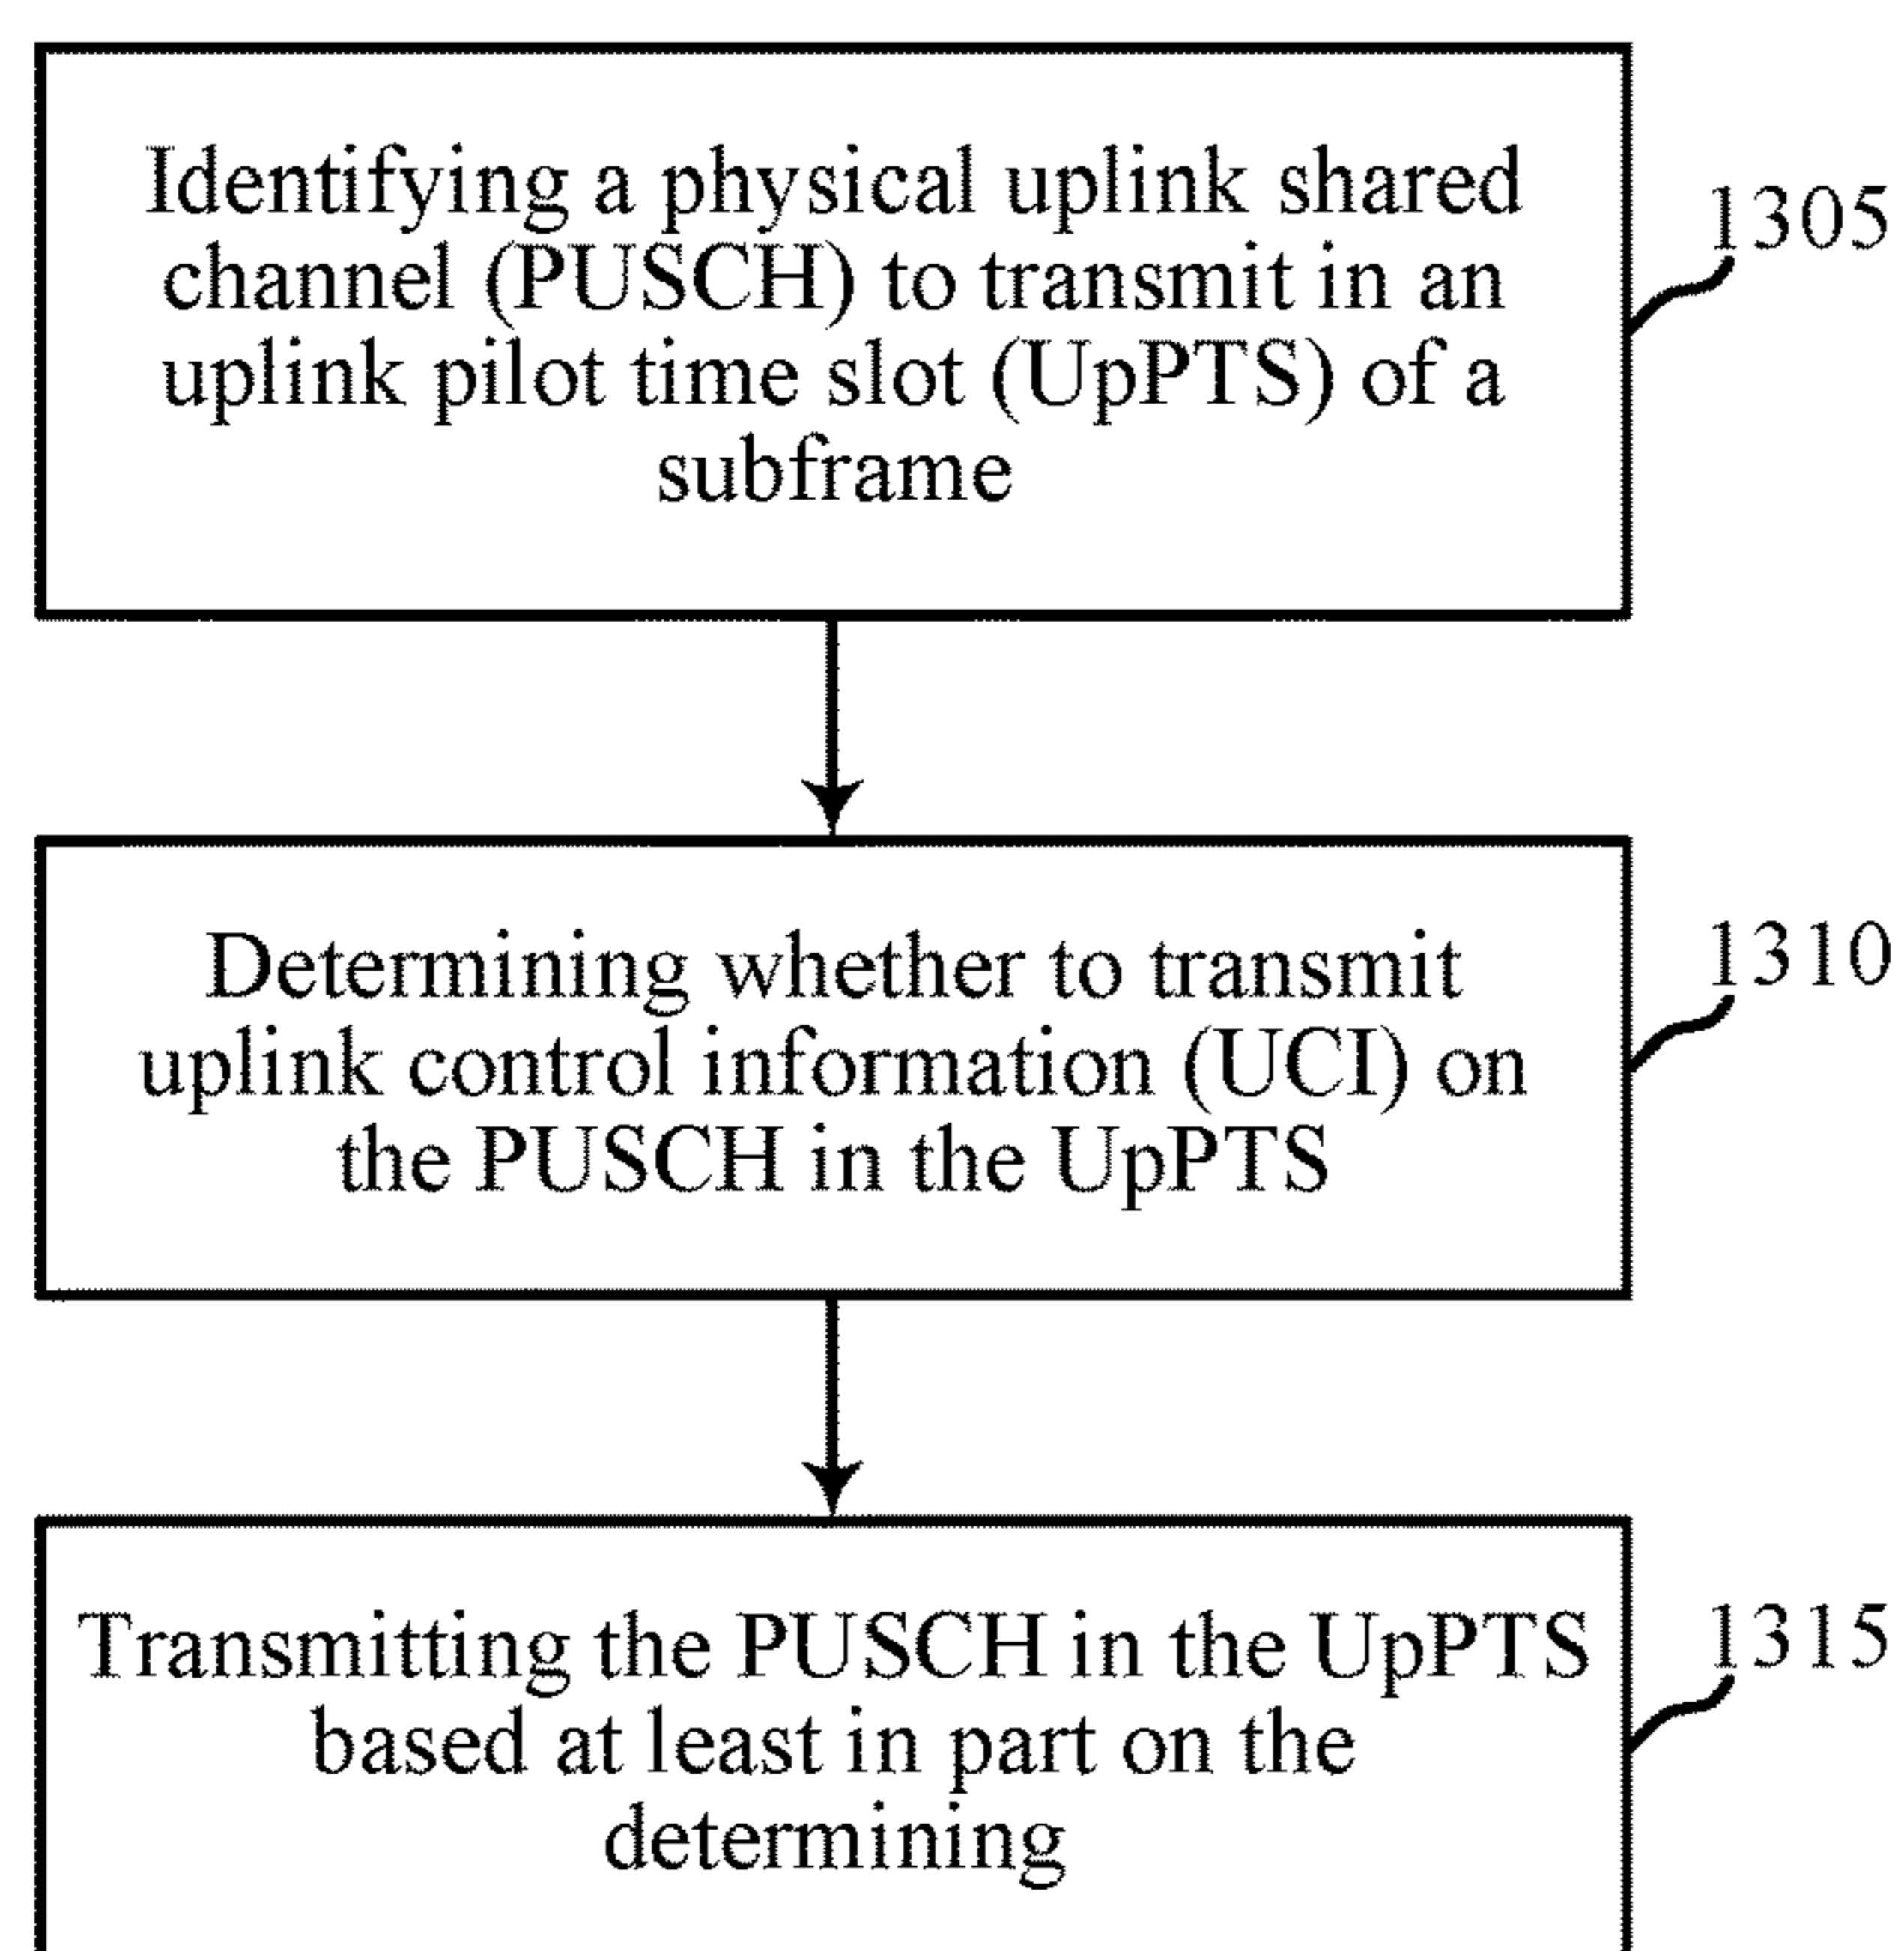 Identifying a physical uplink shared
channel (PUSCH) to transmit in an
uplink pilot time slot (UpPTS) of a
subframe
1305
Determining whether to transmit
uplink control information (UCI) on
the PUSCH in the UpPTS
1310
Transmitting the PUSCH in the UpPTS
based at least in part on the
determining
1315